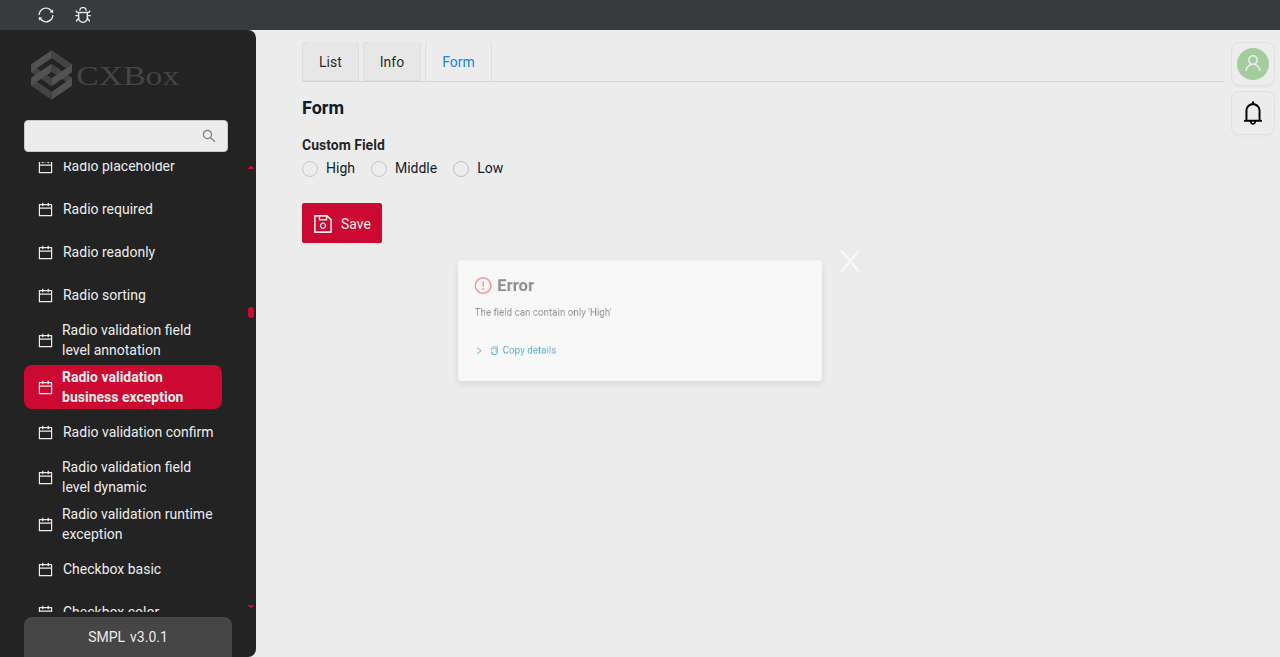 CXBox
Radio placeholder
Radio required
Radio readonly
Radio sorting
Radio validation field
level annotation
Radio validation
business exception
Radio validation confirm
Radio validation field
level dynamic
Radio validation runtime
exception
Checkbox basic
Checkbox color
SMPL v3.0.1
List Info Form
Form
Custom Field
High Middle Low
Save
Error
The field can contain only 'High'
Copy details